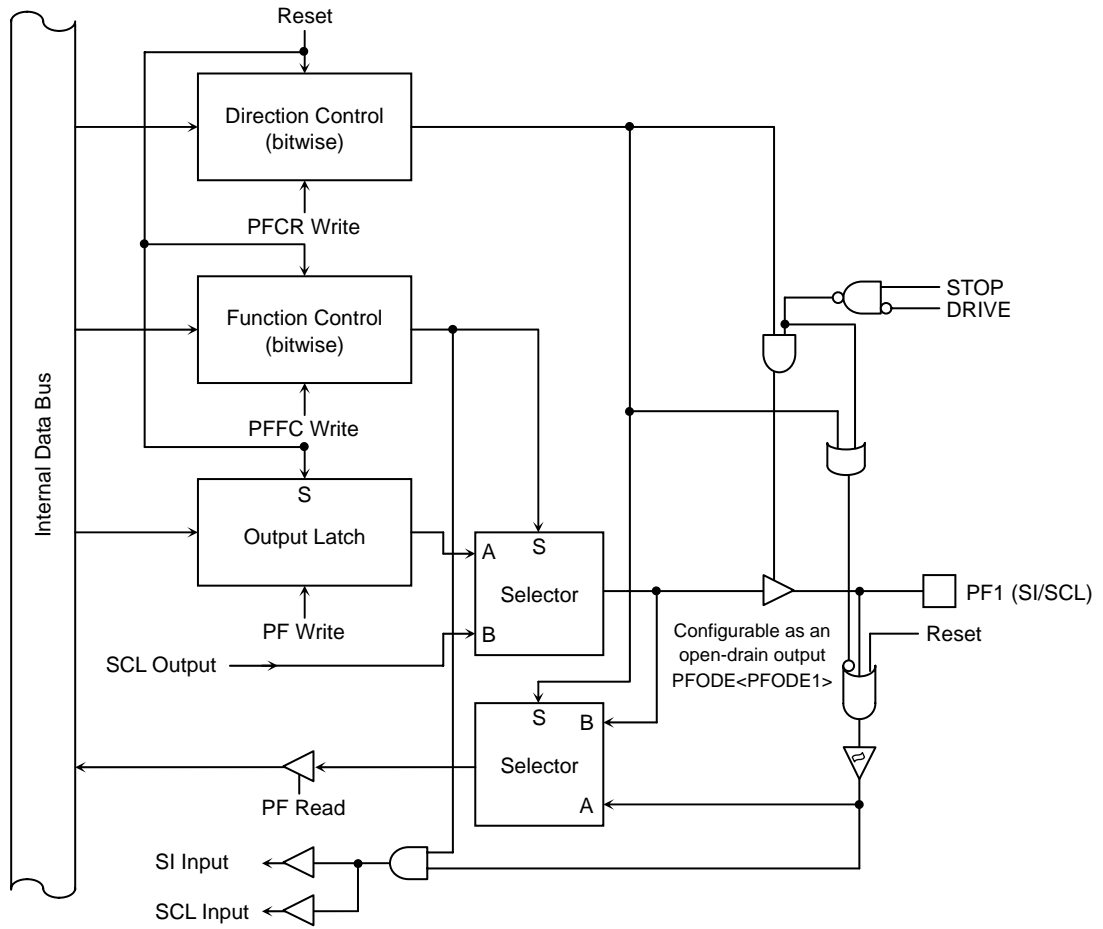 Reset
Direction Control
(bitwise)
PFCR Write
STOP
DRIVE
Function Control
(bitwise)
Internal Data Bus
PFFC Write
S
Output Latch
A
S
Selector
B
PF1 (SI/SCL)
PF Write
Configurable as an
open-drain output
PFODE<PFODE1>
Reset
SCL Output
S
B
Selector
A
PF Read
SI Input
SCL Input